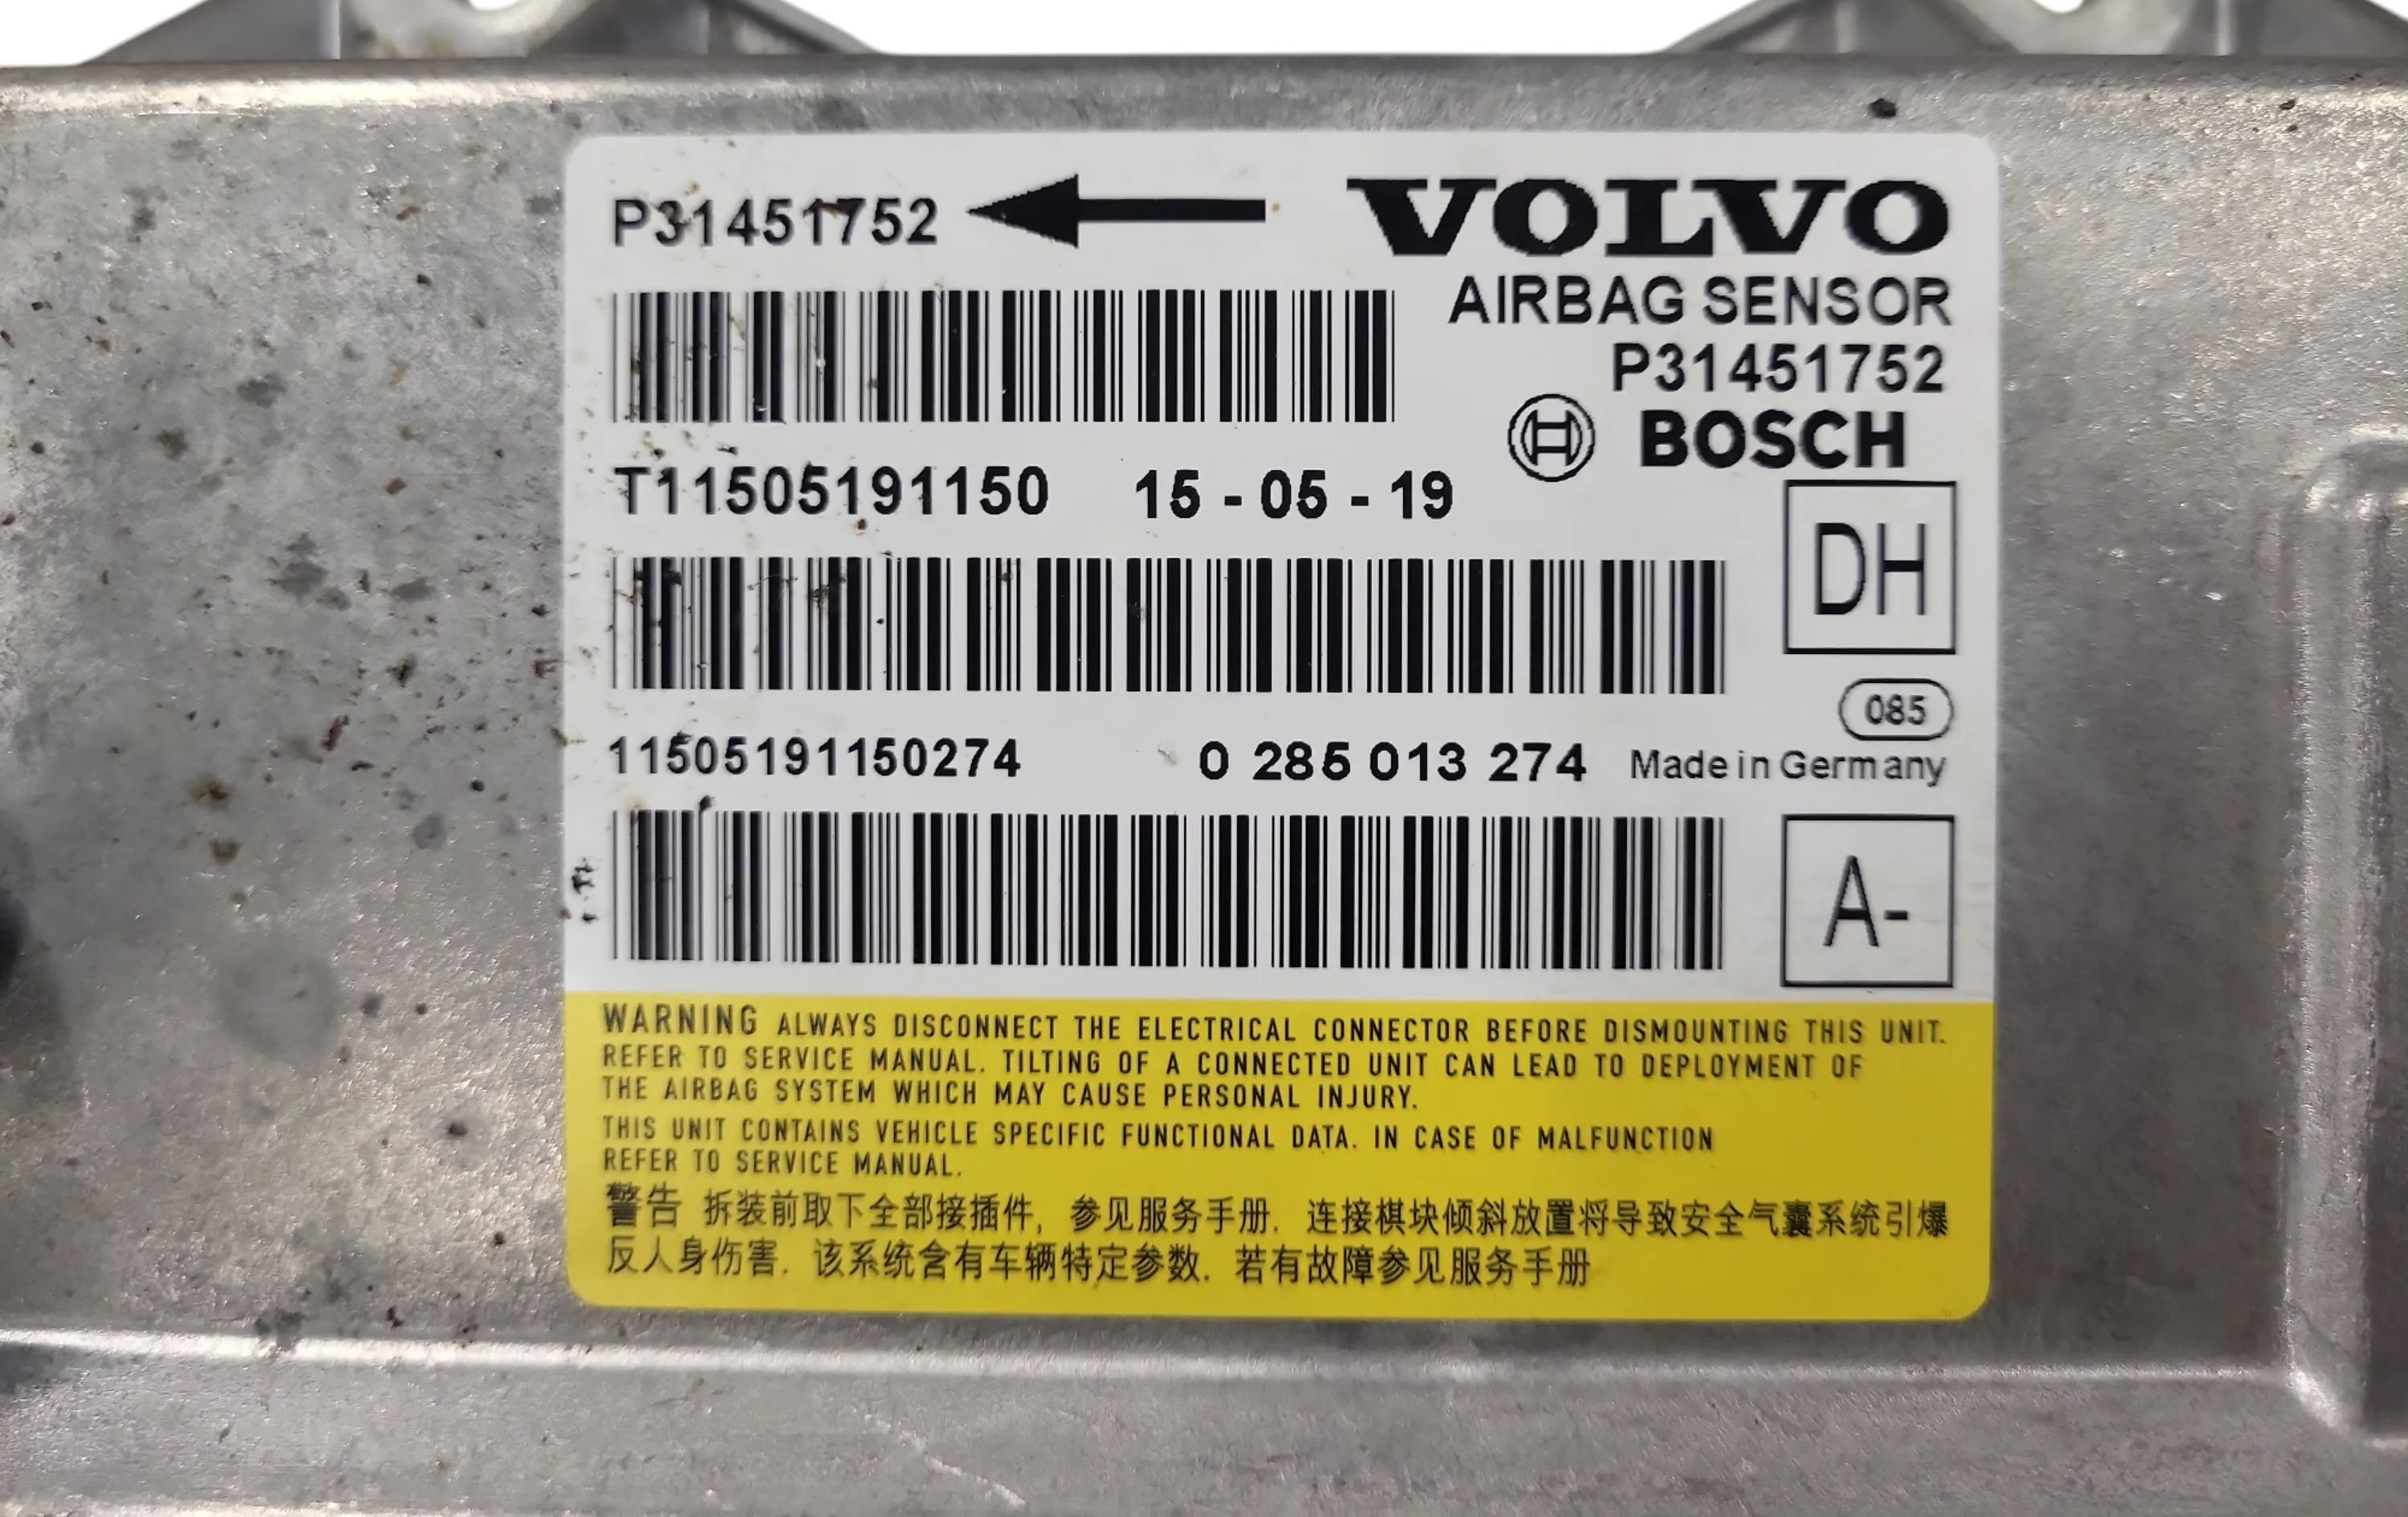 P31451752
VOLVO
AIRBAG SENSOR
P31451752
BOSCH
T11505191150 15 - 05 - 19
DH
085
11505191150274 0 285 013 274 Made in Germany
A-
WARNING ALWAYS DISCONNECT THE ELECTRICAL CONNECTOR BEFORE DISMOUNTING THIS UNIT.
REFER TO SERVICE MANUAL. TILTING OF A CONNECTED UNIT CAN LEAD TO DEPLOYMENT OF
THE AIRBAG SYSTEM WHICH MAY CAUSE PERSONAL INJURY.
THIS UNIT CONTAINS VEHICLE SPECIFIC FUNCTIONAL DATA. IN CASE OF MALFUNCTION
REFER TO SERVICE MANUAL.
警告 拆装前取下全部接插件, 参见服务手册. 连接棋块倾斜放置将导致安全气囊系统引爆
反人身伤害. 该系统含有车辆特定参数. 若有故障参见服务手册